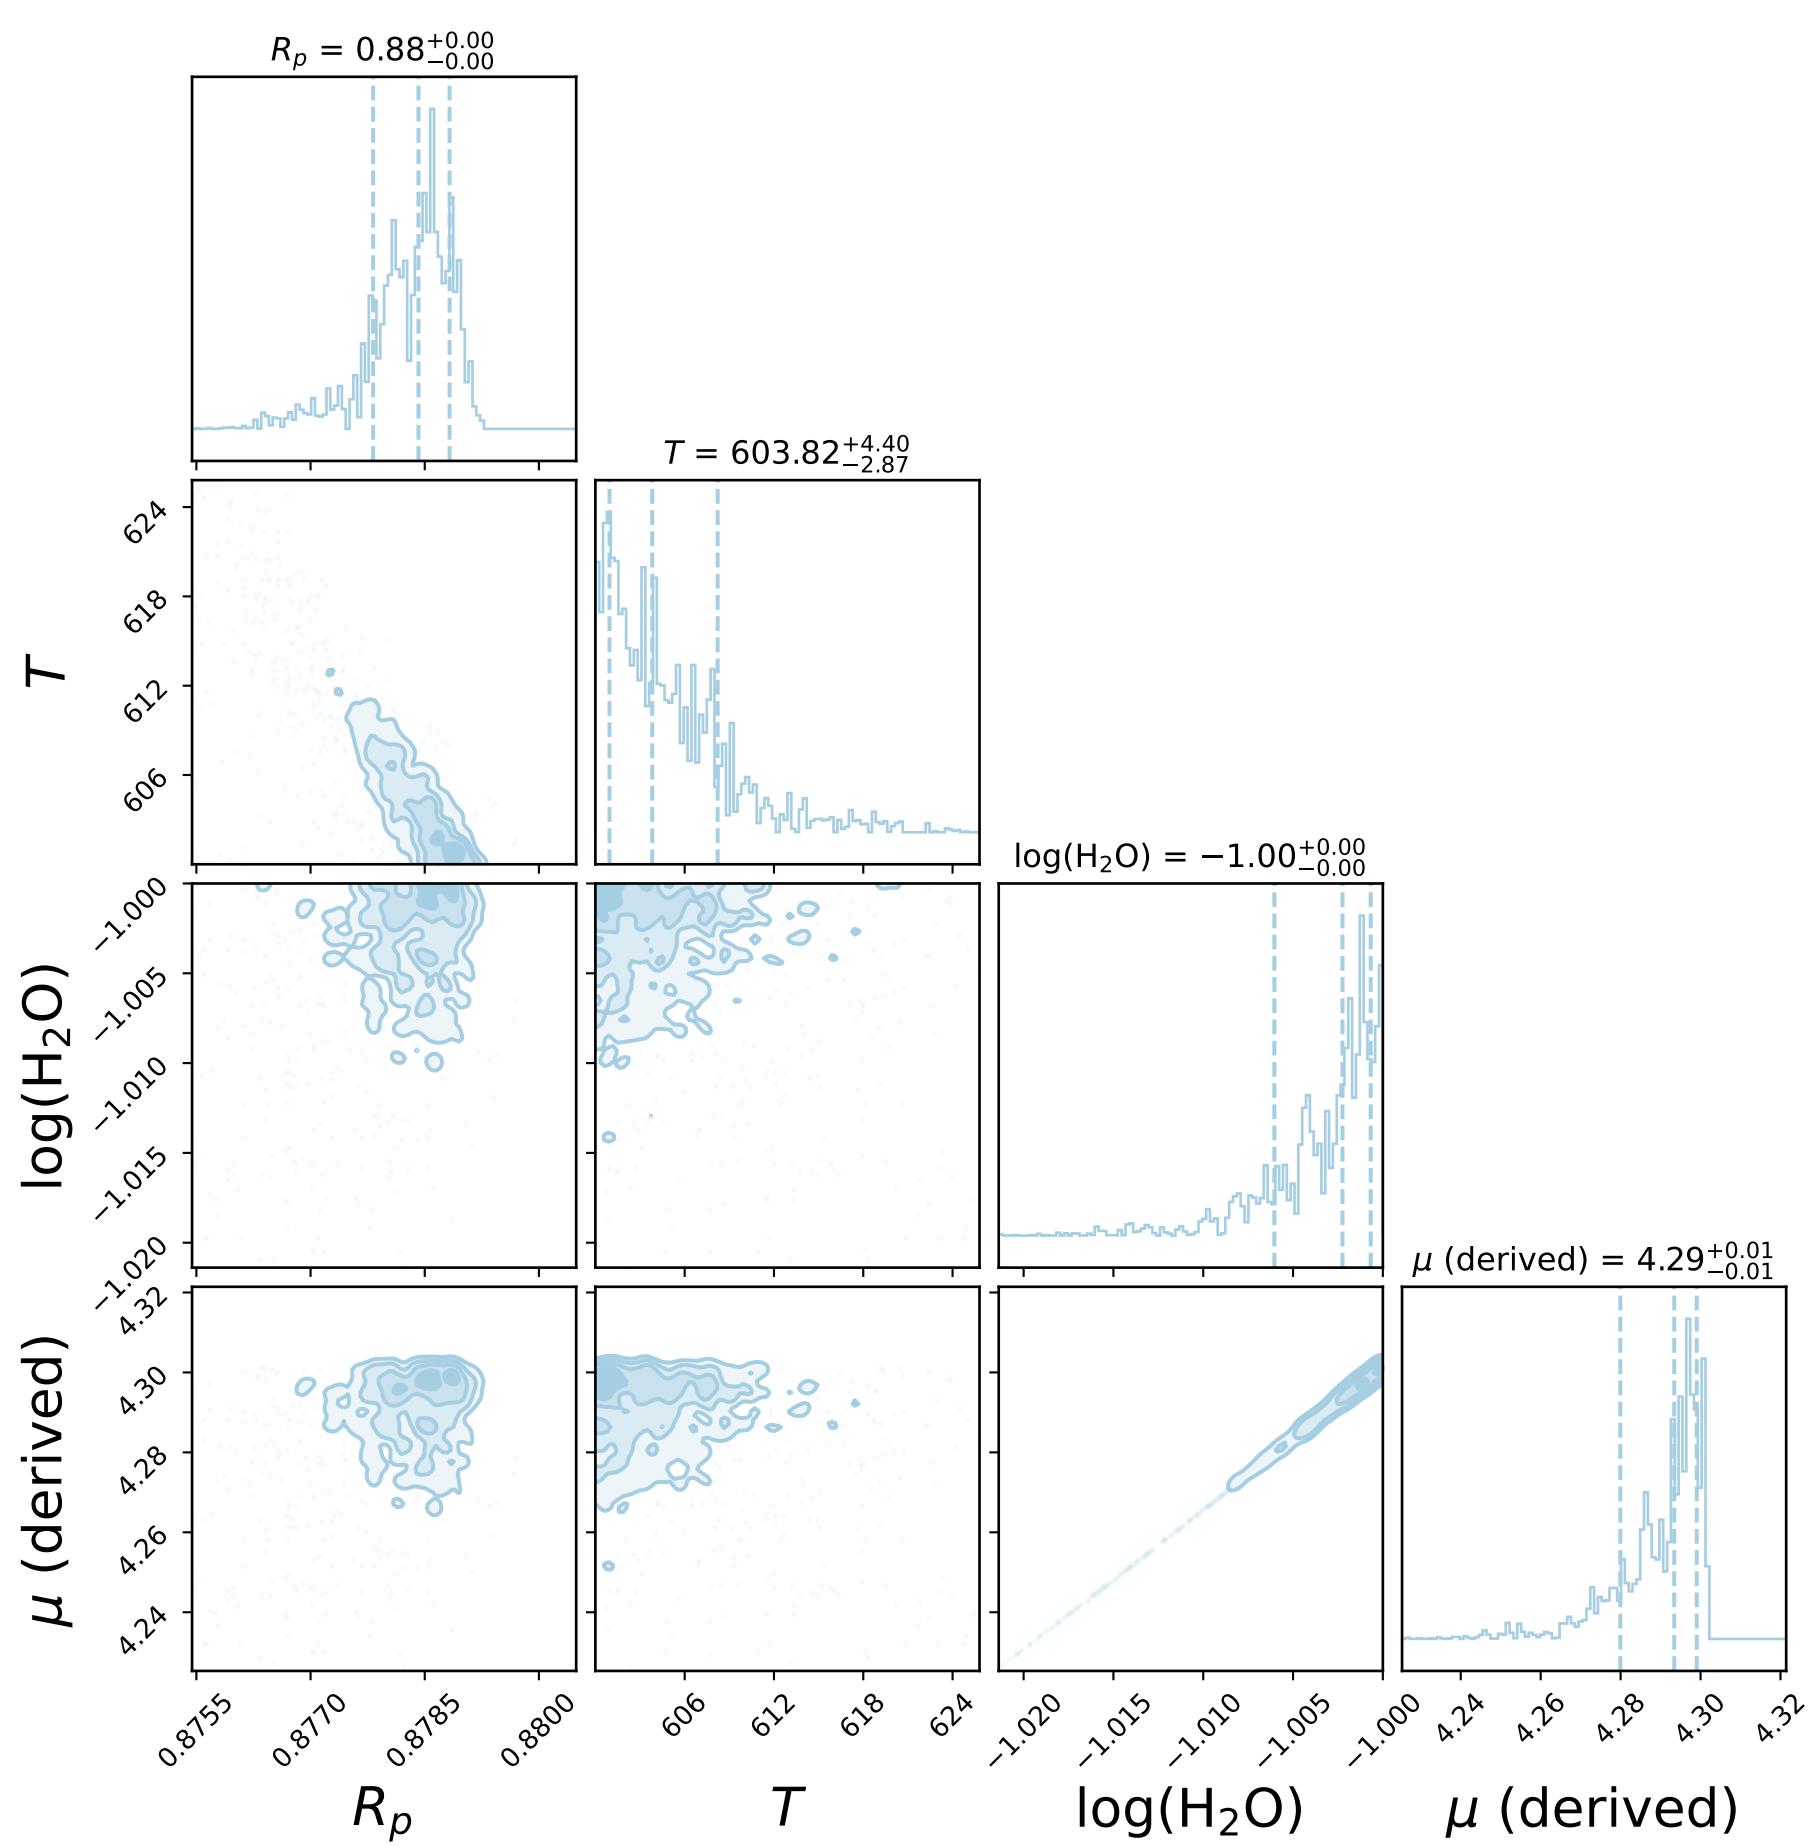 R_p = 0.88 +0.00 −0.00
T = 603.82 +4.40 −2.87
624
618
612
606
T
log(H₂O) = −1.00 +0.00 −0.00
−1.000
−1.005
−1.010
−1.015
−1.020
log(H₂O)
μ (derived) = 4.29 +0.01 −0.01
4.32
4.30
4.28
4.26
4.24
μ (derived)
0.8755 0.8770 0.8785 0.8800 606 612 618 624 −1.020 −1.015 −1.010 −1.005 −1.000 4.24 4.26 4.28 4.30 4.32
R_p T log(H₂O) μ (derived)